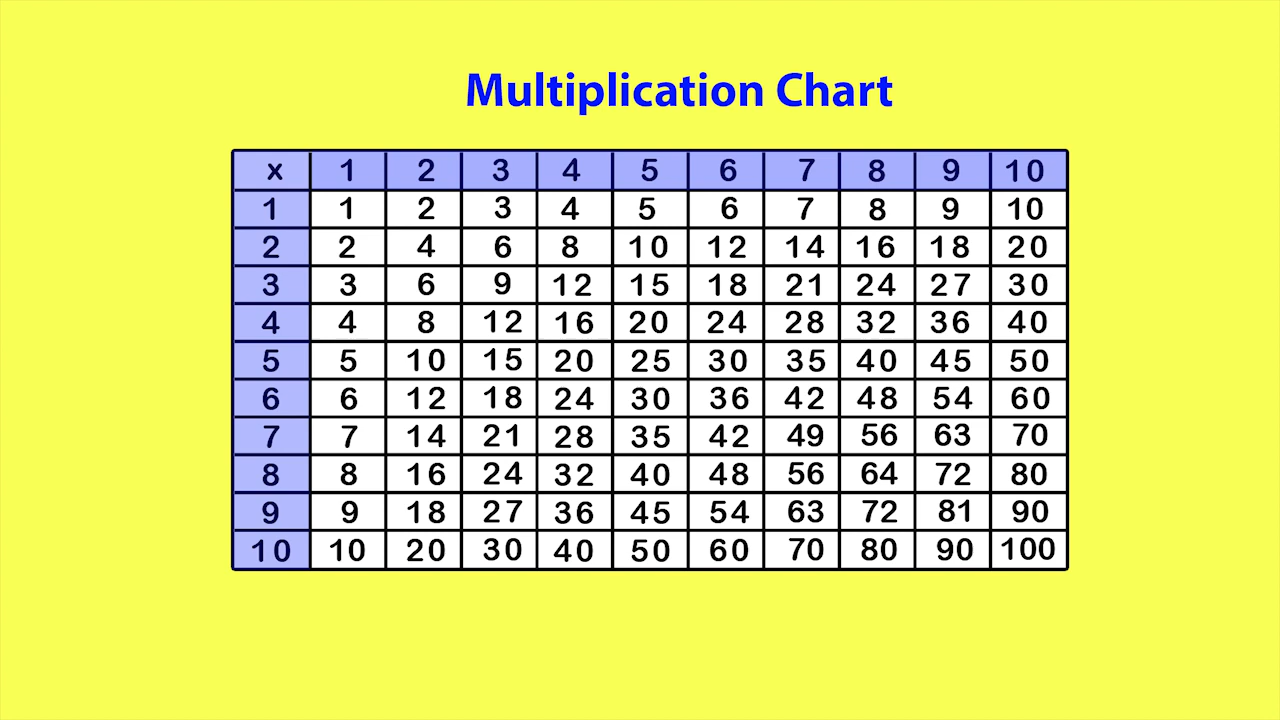 Multiplication Chart
x 1 2 3 4 5 6 7 8 9 10
1 1 2 3 4 5 6 7 8 9 10
2 2 4 6 8 10 12 14 16 18 20
3 3 6 9 12 15 18 21 24 27 30
4 4 8 12 16 20 24 28 32 36 40
5 5 10 15 20 25 30 35 40 45 50
6 6 12 18 24 30 36 42 48 54 60
7 7 14 21 28 35 42 49 56 63 70
8 8 16 24 32 40 48 56 64 72 80
9 9 18 27 36 45 54 63 72 81 90
10 10 20 30 40 50 60 70 80 90 100